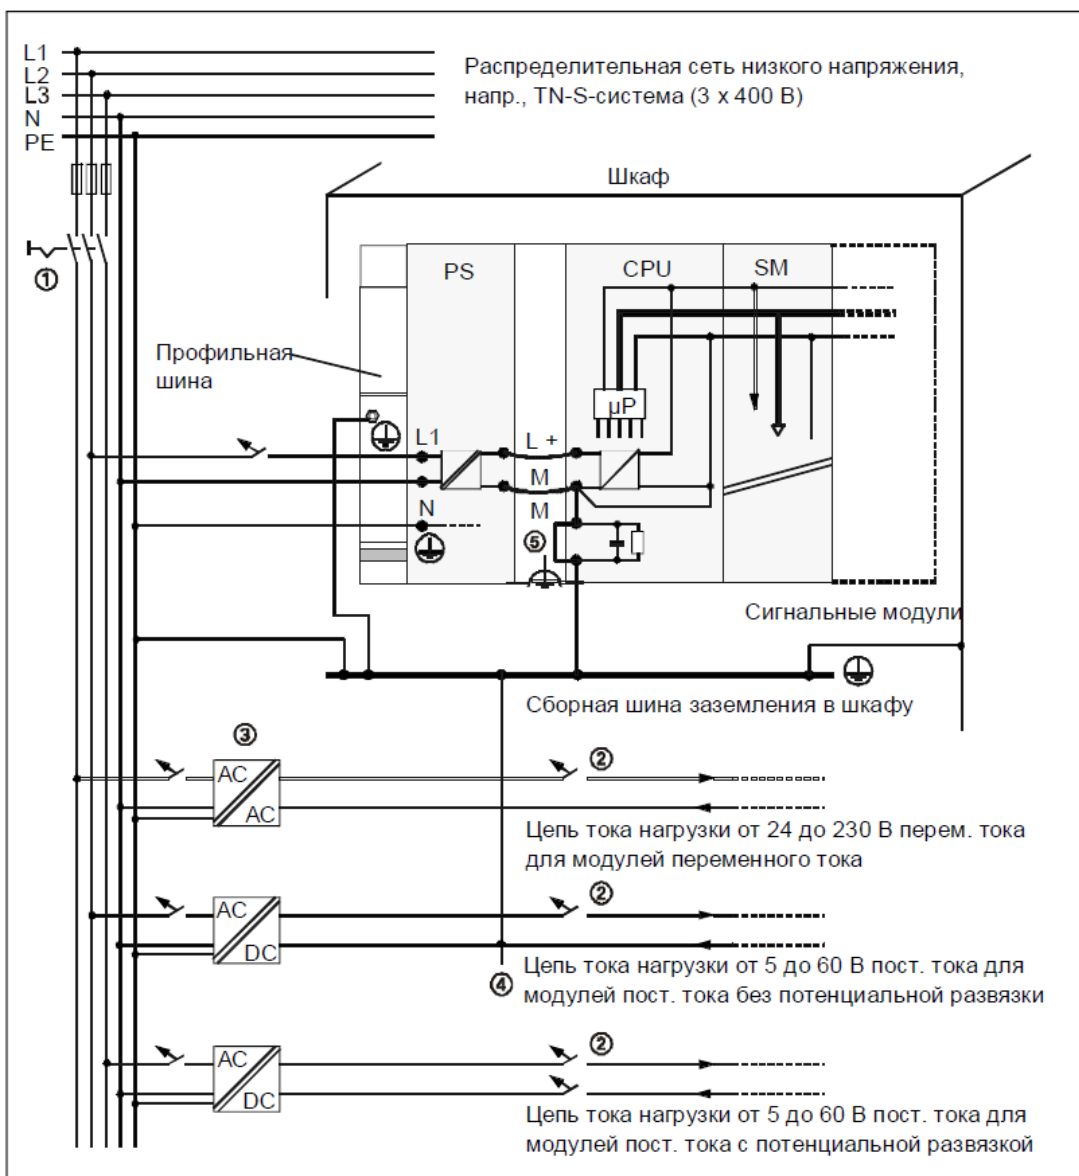 L1
L2
L3
N
PE
Распределительная сеть низкого напряжения,
напр., TN-S-система (3 x 400 В)
Шкаф
①
PS
CPU
SM
Профильная
шина
µP
L1
L +
M
N
M
⑤
Сигнальные модули
Сборная шина заземления в шкафу
③
②
AC
AC
Цепь тока нагрузки от 24 до 230 В перем. тока
для модулей переменного тока
②
AC
DC
④
Цепь тока нагрузки от 5 до 60 В пост. тока для
модулей пост. тока без потенциальной развязки
②
AC
DC
Цепь тока нагрузки от 5 до 60 В пост. тока для
модулей пост. тока с потенциальной развязкой